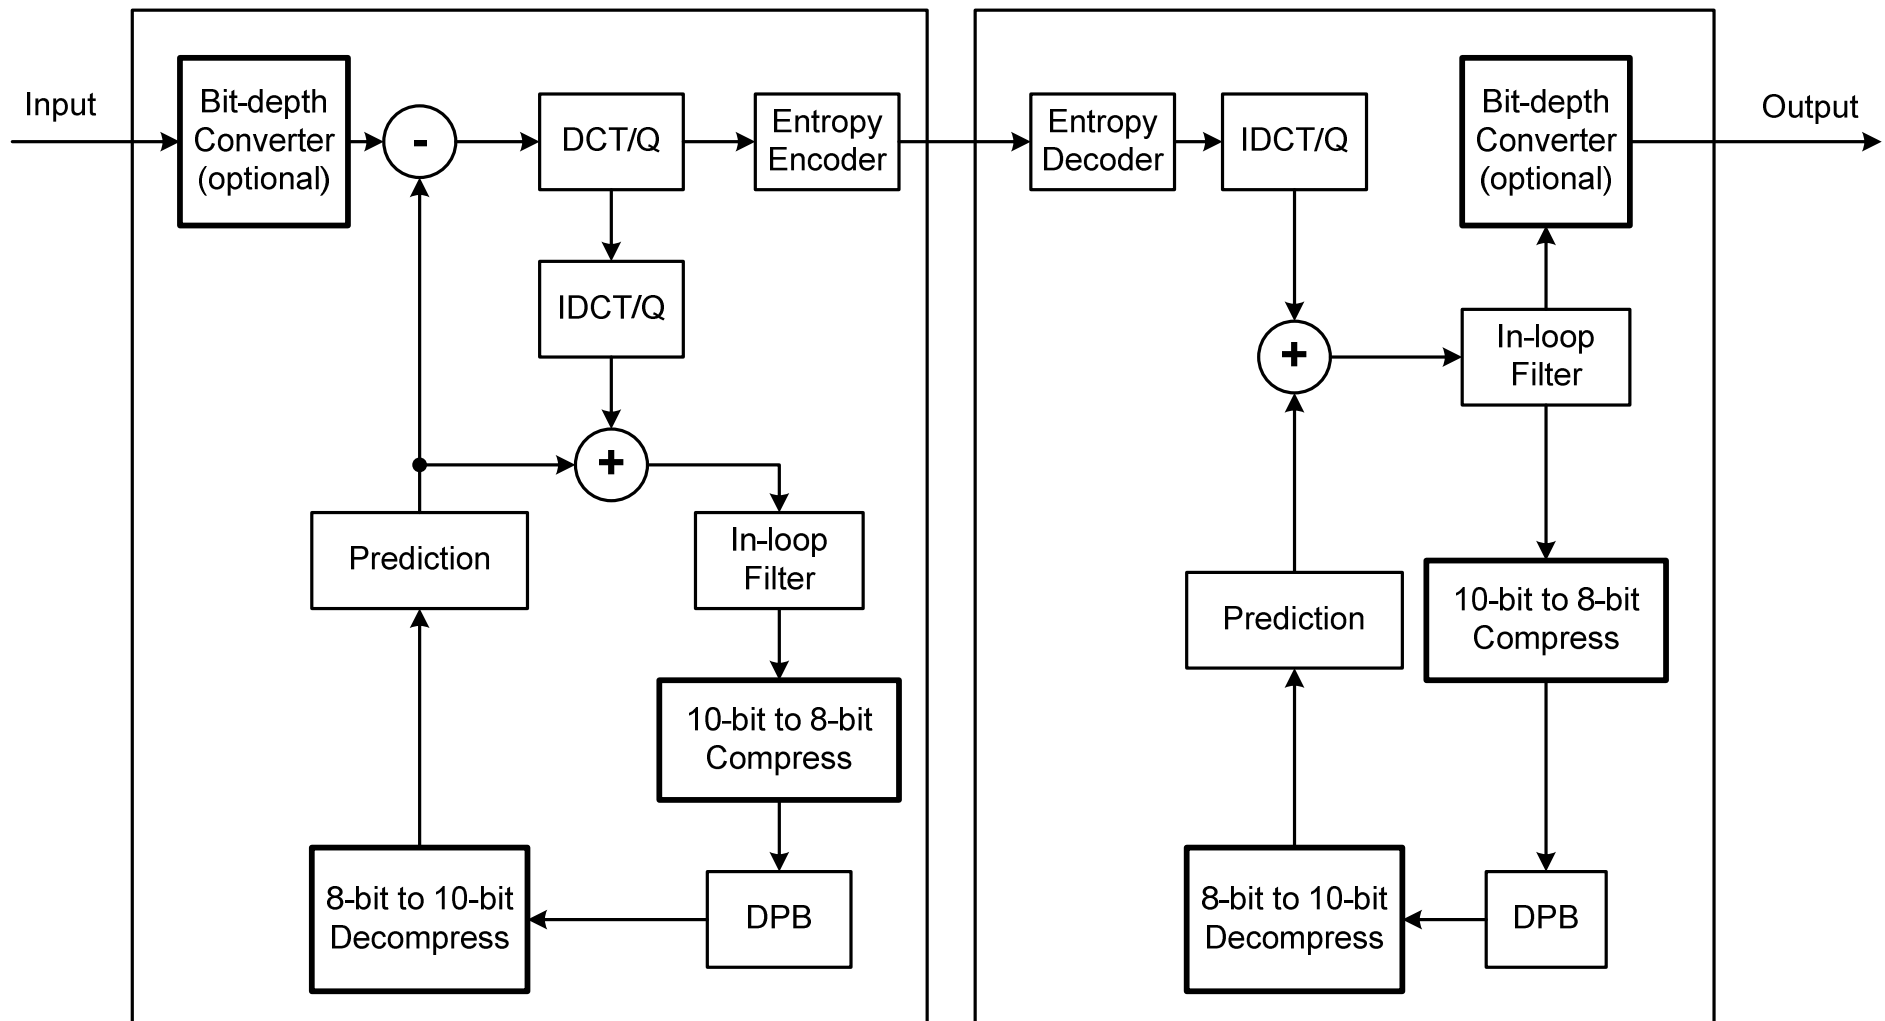 Input
Bit-depth
Converter
(optional)
-
DCT/Q
Entropy
Encoder
IDCT/Q
+
Prediction
In-loop
Filter
10-bit to 8-bit
Compress
8-bit to 10-bit
Decompress
DPB
Entropy
Decoder
IDCT/Q
Bit-depth
Converter
(optional)
Output
+
In-loop
Filter
Prediction
10-bit to 8-bit
Compress
8-bit to 10-bit
Decompress
DPB